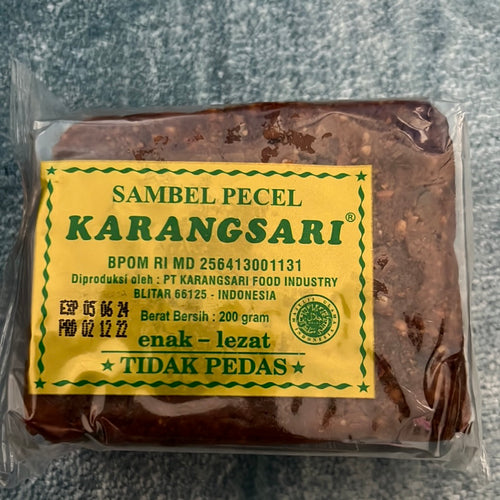 SAMBEL PECEL
KARANGSARI®
BPOM RI MD 256413001131
Diproduksi oleh : PT KARANGSARI FOOD INDUSTRY
BLITAR 66125 - INDONESIA
EXP 05 06 24
PRD 02 12 22
Berat Bersih : 200 gram
enak – lezat
★ TIDAK PEDAS ★